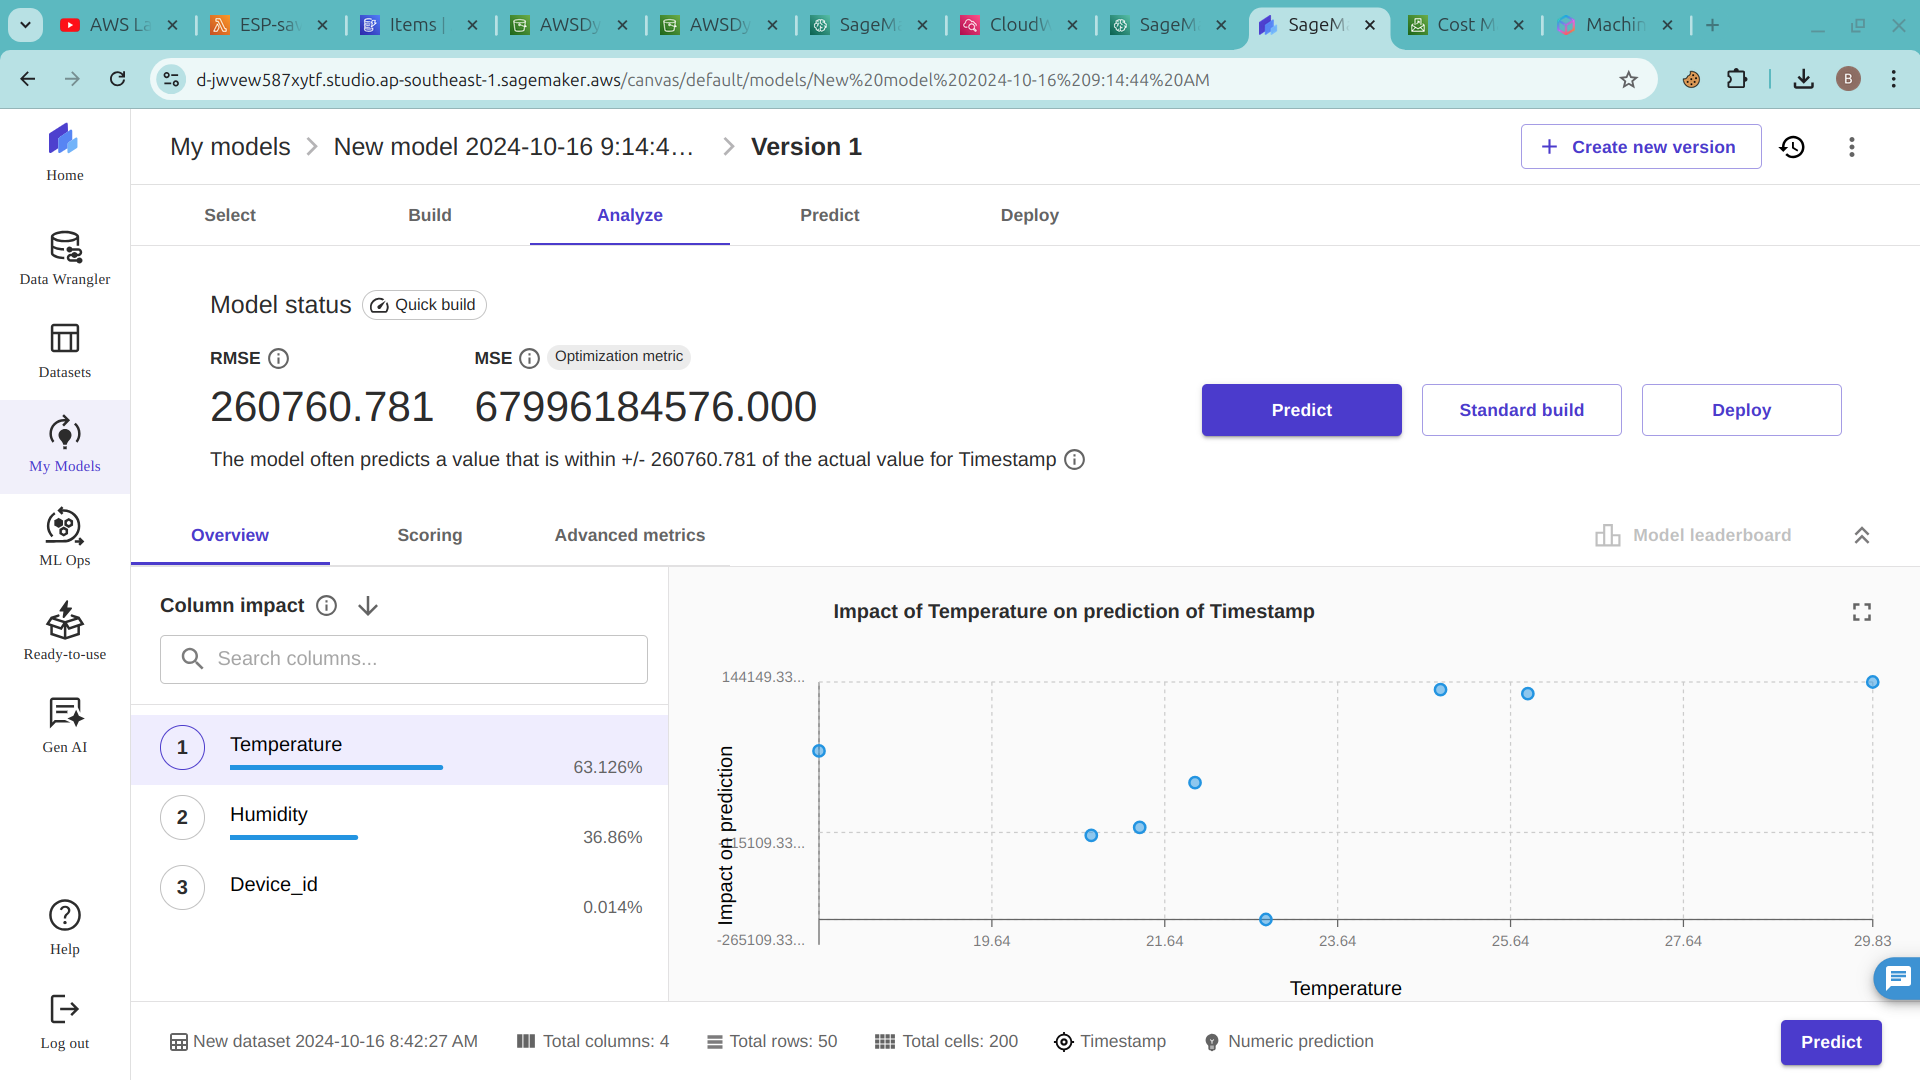 AWS La
ESP-sav
Items |
AWSDy
AWSDy
SageMa
CloudW
SageMa
SageMa
Cost M
Machin
d-jwvew587xytf.studio.ap-southeast-1.sagemaker.aws/canvas/default/models/New%20model%202024-10-16%209:14:44%20AM
B
My models
New model 2024-10-16 9:14:4…
Version 1
Create new version
Home
Data Wrangler
Datasets
My Models
ML Ops
Ready-to-use
Gen AI
Help
Log out
Select
Build
Analyze
Predict
Deploy
Model status
Quick build
RMSE
MSE
Optimization metric
260760.781
67996184576.000
Predict
Standard build
Deploy
The model often predicts a value that is within +/- 260760.781 of the actual value for Timestamp
Overview
Scoring
Advanced metrics
Model leaderboard
Column impact
Search columns...
1
Temperature
63.126%
2
Humidity
36.86%
3
Device_id
0.014%
Impact of Temperature on prediction of Timestamp
Impact on prediction
144149.33...
15109.33...
-265109.33...
19.64
21.64
23.64
25.64
27.64
29.83
Temperature
New dataset 2024-10-16 8:42:27 AM
Total columns: 4
Total rows: 50
Total cells: 200
Timestamp
Numeric prediction
Predict